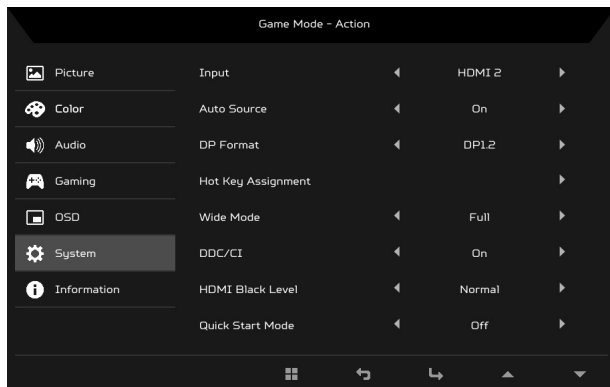 Game Mode - Action
Picture
Input HDMI 2
Color
Auto Source On
Audio
DP Format DP1.2
Gaming
Hot Key Assignment
OSD
Wide Mode Full
System
DDC/CI On
Information
HDMI Black Level Normal
Quick Start Mode Off